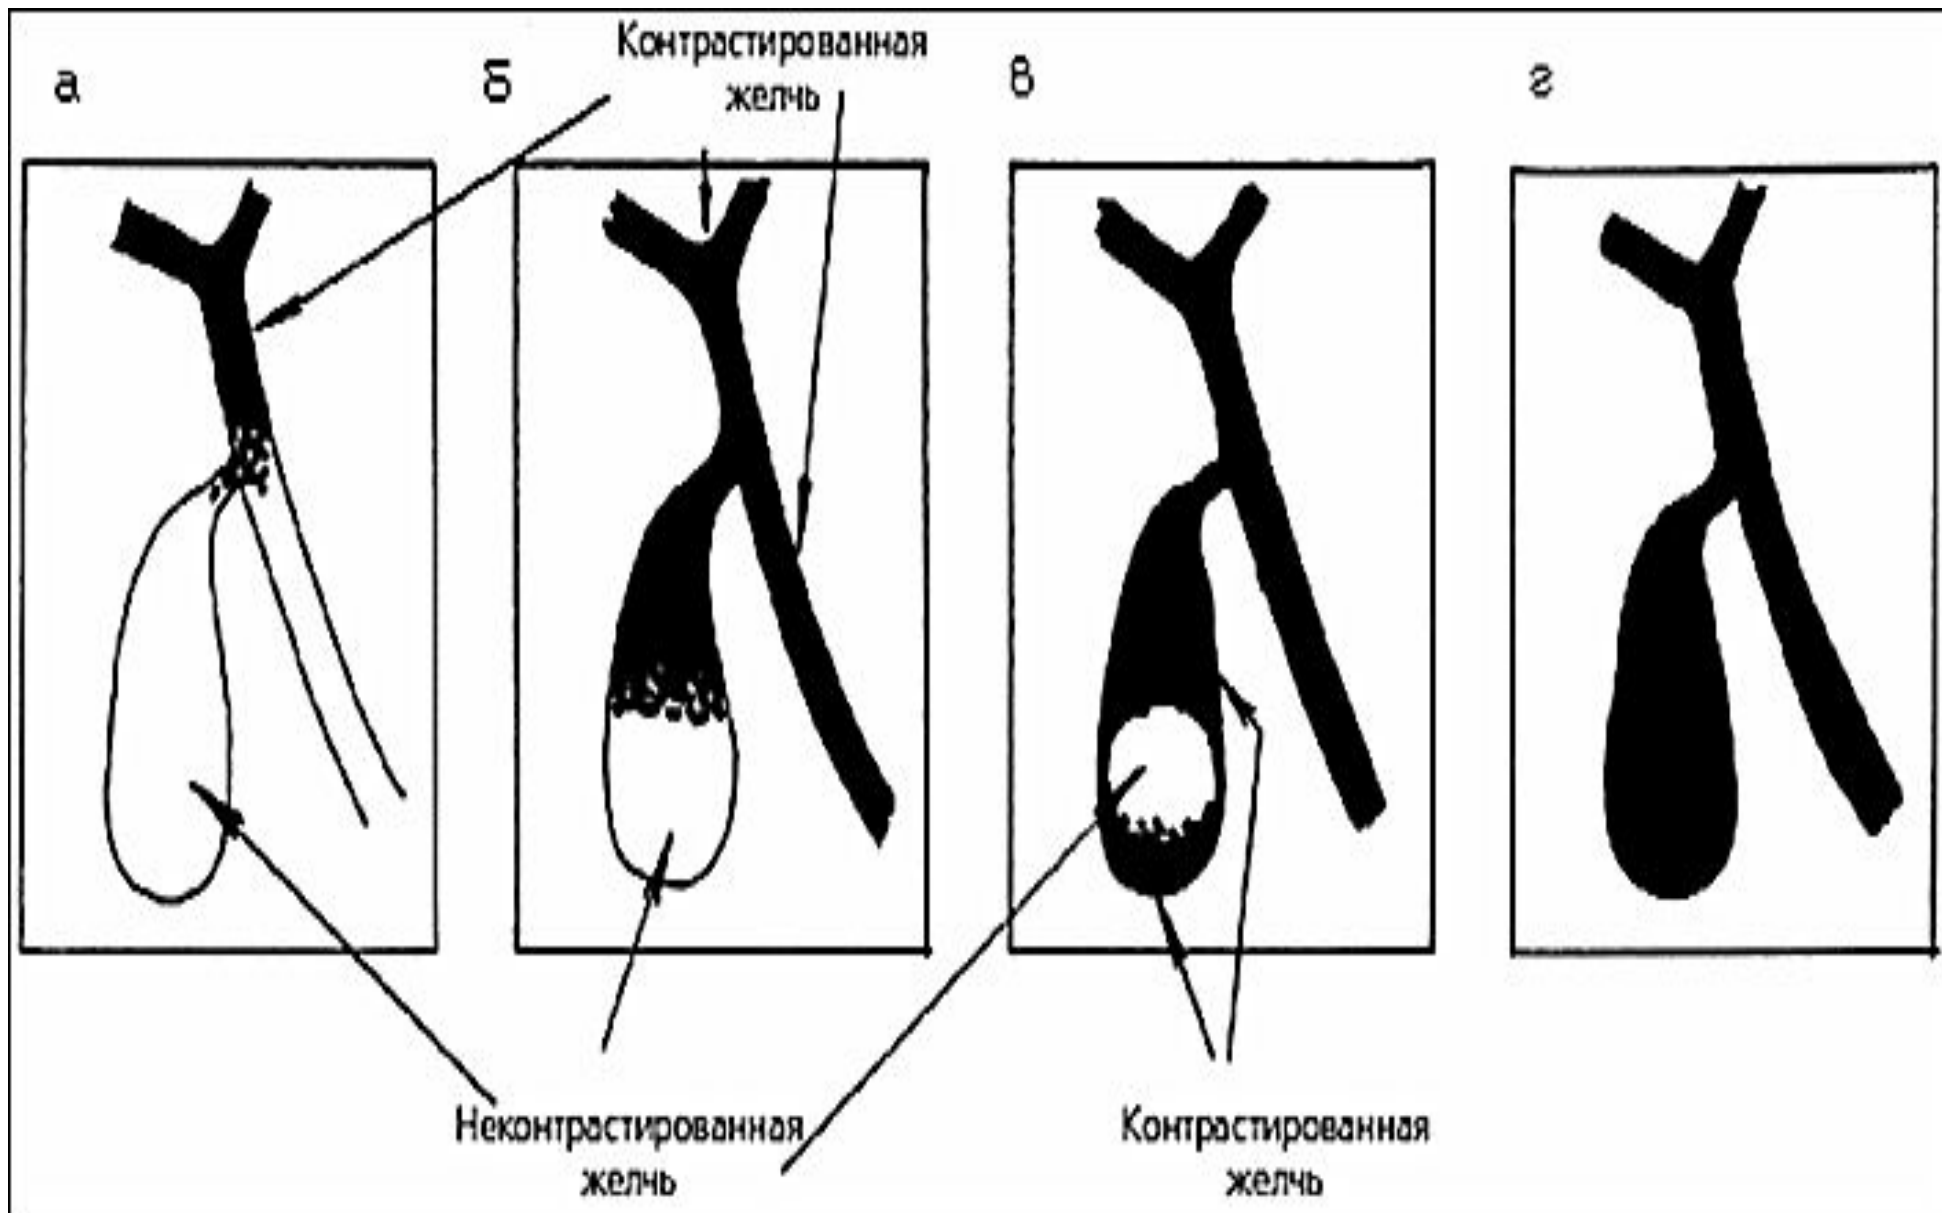 Контрастированная
желчь
а
б
в
г
Неконтрастированная
желчь
Контрастированная
желчь